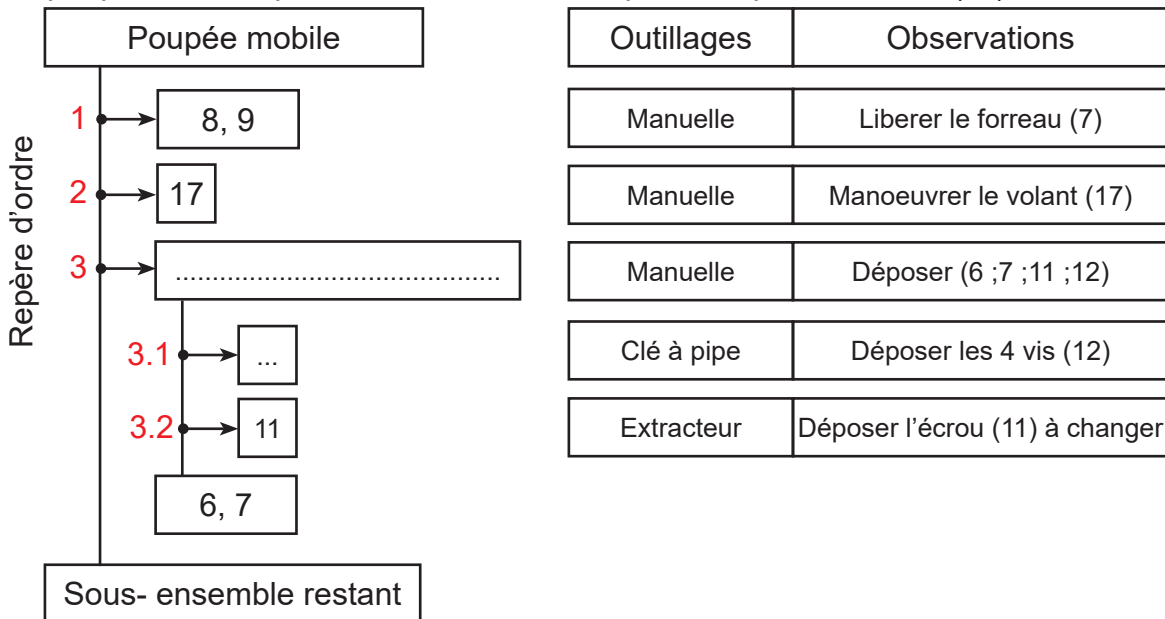 Poupée mobile
Outillages Observations
Repère d'ordre
1 8, 9 Manuelle Liberer le forreau (7)
2 17 Manuelle Manoeuvrer le volant (17)
3 ............................................ Manuelle Déposer (6 ;7 ;11 ;12)
3.1 ... Clé à pipe Déposer les 4 vis (12)
3.2 11 Extracteur Déposer l'écrou (11) à changer
6, 7
Sous- ensemble restant